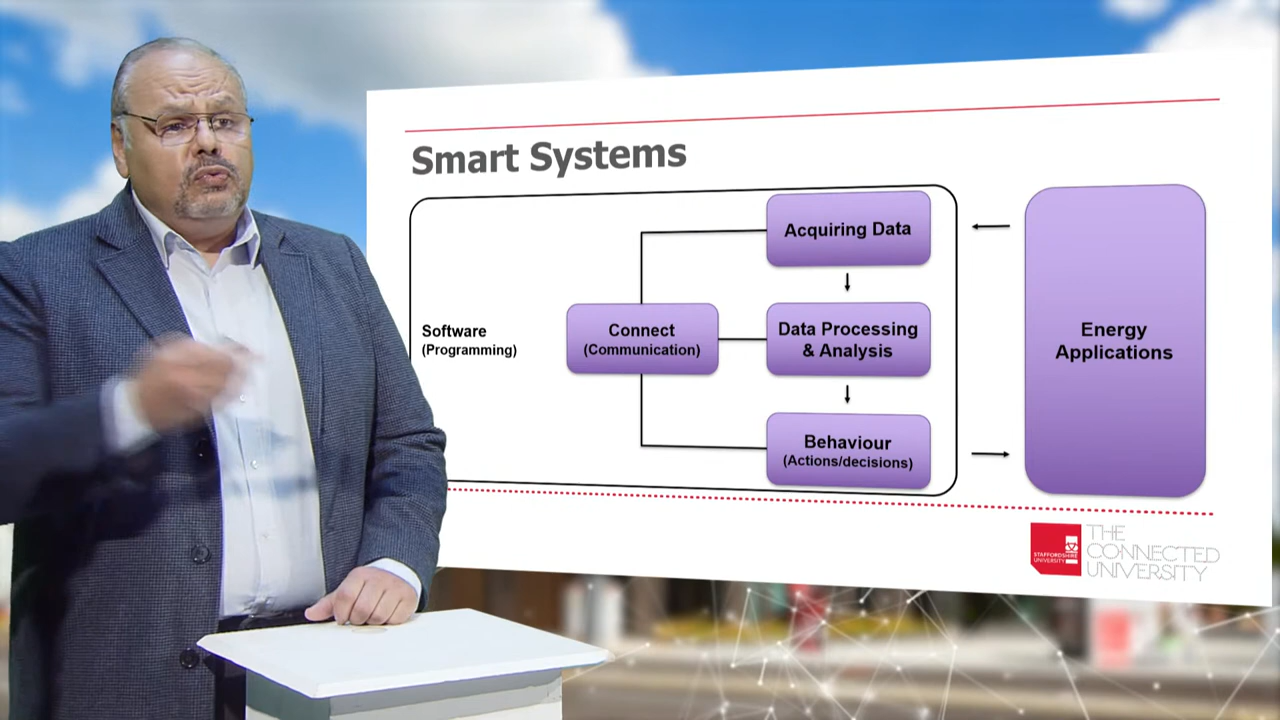 Smart Systems
Acquiring Data
Software
(Programming)
Connect
(Communication)
Data Processing
& Analysis
Behaviour
(Actions/decisions)
Energy
Applications
STAFFORDSHIRE
UNIVERSITY
THE
CONNECTED
UNIVERSITY